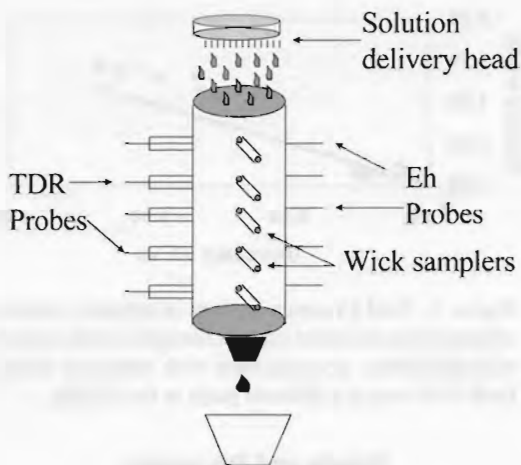 Solution
delivery head
TDR
Probes
Eh
Probes
Wick samplers